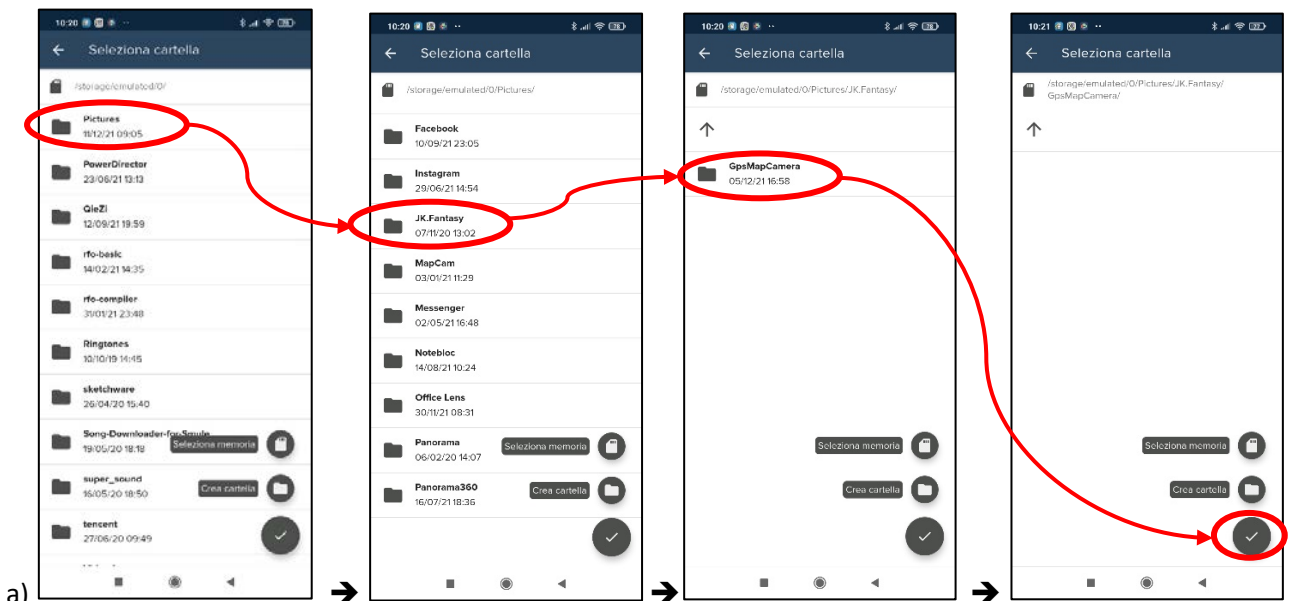 10:20
78
Seleziona cartella
/storage/emulated/0/
Pictures
11/12/21 09:05
PowerDirector
23/06/21 13:13
QieZi
12/09/21 19:59
rfo-basic
14/02/21 14:35
rfo-compiler
31/01/21 23:48
Ringtones
10/10/19 14:45
sketchware
26/04/20 15:40
Song-Downloader-for-Smule
19/05/20 18:18
Seleziona memoria
super_sound
16/05/20 18:50
Crea cartella
tencent
27/06/20 09:49
a)
10:20
78
Seleziona cartella
/storage/emulated/0/Pictures/
Facebook
10/09/21 23:05
Instagram
29/06/21 14:54
JK.Fantasy
07/11/20 13:02
MapCam
03/01/21 11:29
Messenger
02/05/21 16:48
Notebloc
14/08/21 10:24
Office Lens
30/11/21 08:31
Panorama
06/02/20 14:07
Seleziona memoria
Panorama360
16/07/21 18:36
Crea cartella
10:20
78
Seleziona cartella
/storage/emulated/0/Pictures/JK.Fantasy/
GpsMapCamera
05/12/21 16:58
Seleziona memoria
Crea cartella
10:21
77
Seleziona cartella
/storage/emulated/0/Pictures/JK.Fantasy/
GpsMapCamera/
Seleziona memoria
Crea cartella